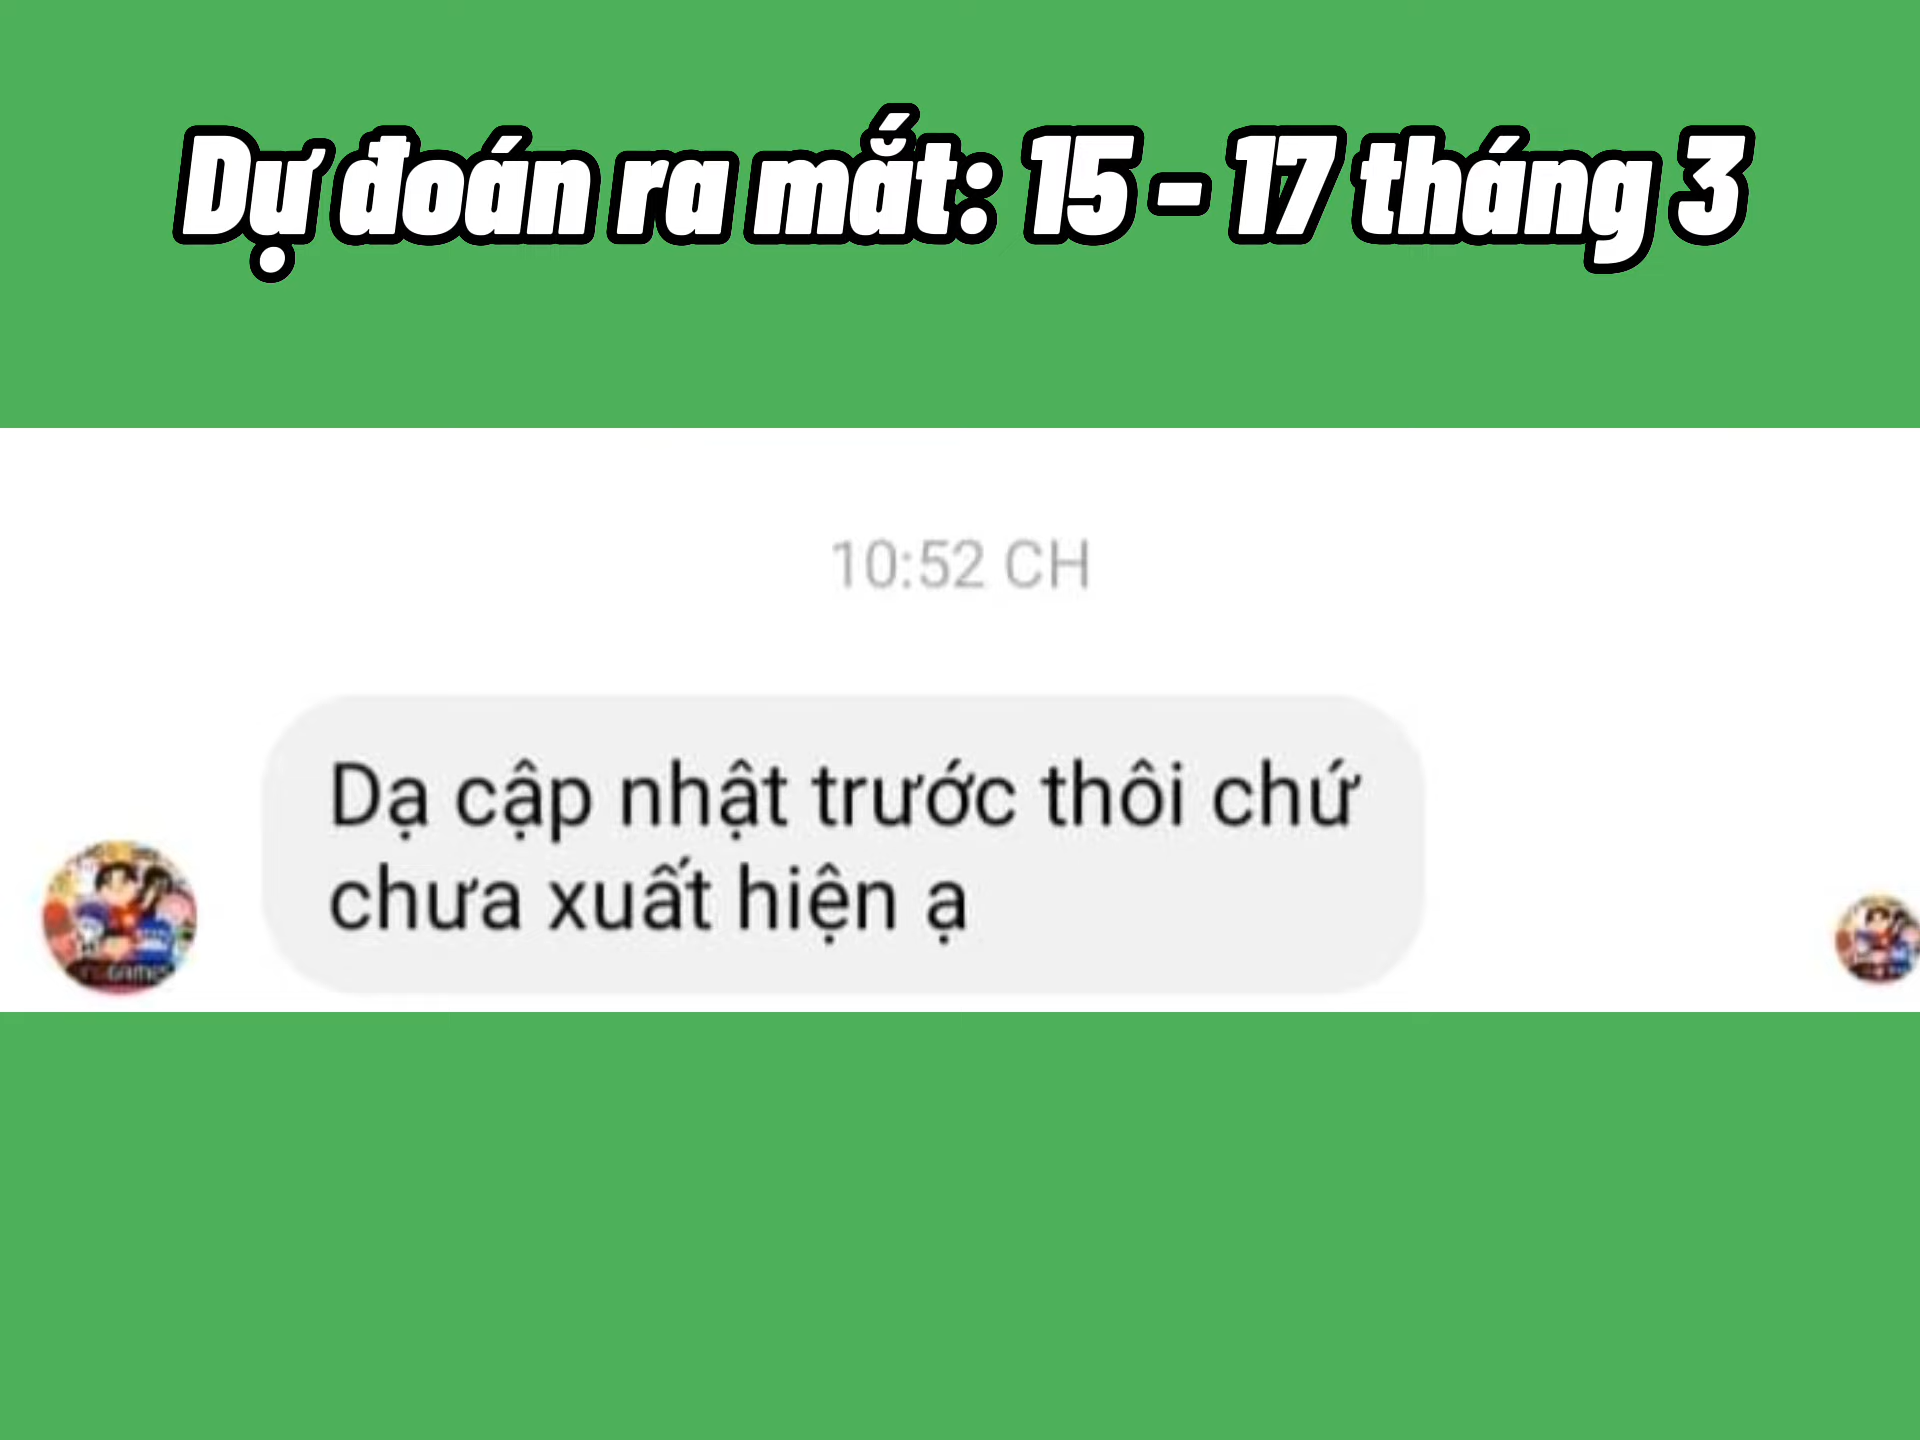 Dự đoán ra mắt: 15 - 17 tháng 3
10:52 CH
Dạ cập nhật trước thôi chứ
chưa xuất hiện ạ